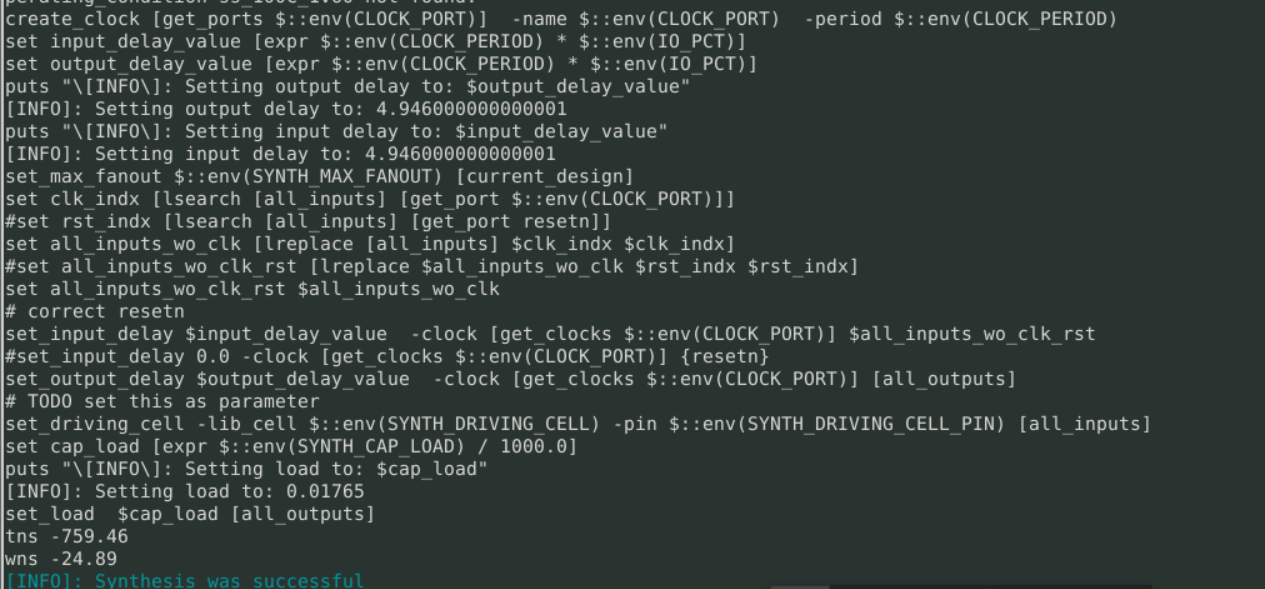 create_clock [get_ports $::env(CLOCK_PORT)]  -name $::env(CLOCK_PORT)  -period $::env(CLOCK_PERIOD)
set input_delay_value [expr $::env(CLOCK_PERIOD) * $::env(IO_PCT)]
set output_delay_value [expr $::env(CLOCK_PERIOD) * $::env(IO_PCT)]
puts "\[INFO\]: Setting output delay to: $output_delay_value"
[INFO]: Setting output delay to: 4.946000000000001
puts "\[INFO\]: Setting input delay to: $input_delay_value"
[INFO]: Setting input delay to: 4.946000000000001
set_max_fanout $::env(SYNTH_MAX_FANOUT) [current_design]
set clk_indx [lsearch [all_inputs] [get_port $::env(CLOCK_PORT)]]
#set rst_indx [lsearch [all_inputs] [get_port resetn]]
set all_inputs_wo_clk [lreplace [all_inputs] $clk_indx $clk_indx]
#set all_inputs_wo_clk_rst [lreplace $all_inputs_wo_clk $rst_indx $rst_indx]
set all_inputs_wo_clk_rst $all_inputs_wo_clk
# correct resetn
set_input_delay $input_delay_value  -clock [get_clocks $::env(CLOCK_PORT)] $all_inputs_wo_clk_rst
#set_input_delay 0.0 -clock [get_clocks $::env(CLOCK_PORT)] {resetn}
set_output_delay $output_delay_value  -clock [get_clocks $::env(CLOCK_PORT)] [all_outputs]
# TODO set this as parameter
set_driving_cell -lib_cell $::env(SYNTH_DRIVING_CELL) -pin $::env(SYNTH_DRIVING_CELL_PIN) [all_inputs]
set cap_load [expr $::env(SYNTH_CAP_LOAD) / 1000.0]
puts "\[INFO\]: Setting load to: $cap_load"
[INFO]: Setting load to: 0.01765
set_load  $cap_load [all_outputs]
tns -759.46
wns -24.89
[INFO]: Synthesis was successful